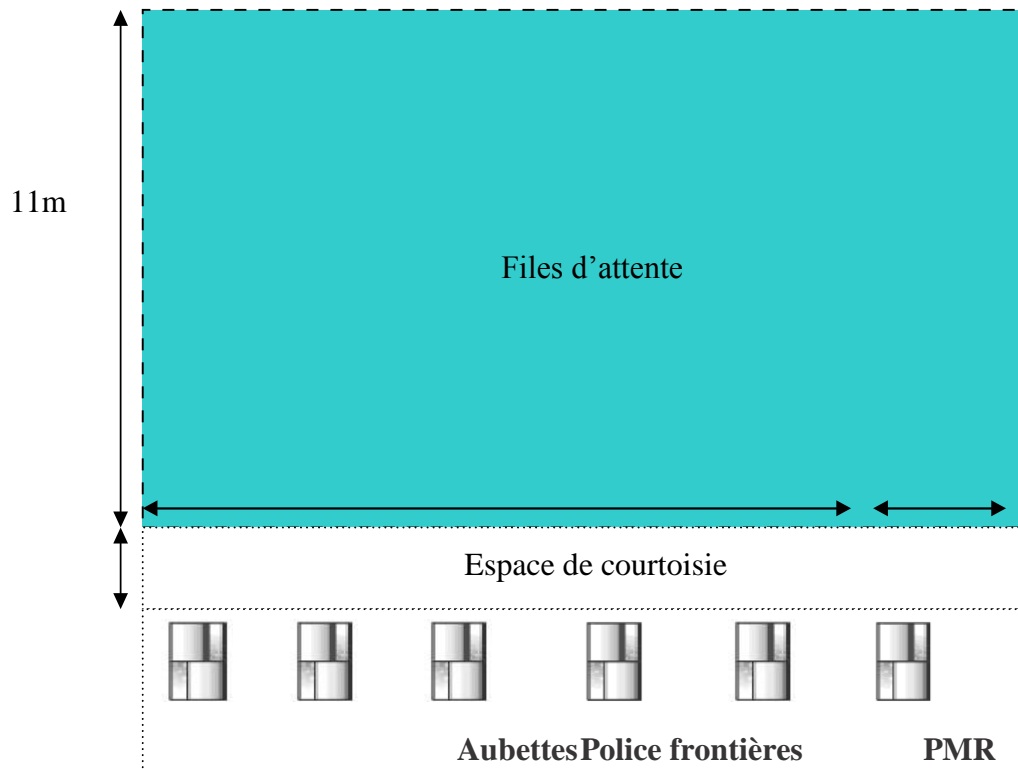 11m
Files d’attente
Espace de courtoisie
AubettesPolice frontières PMR